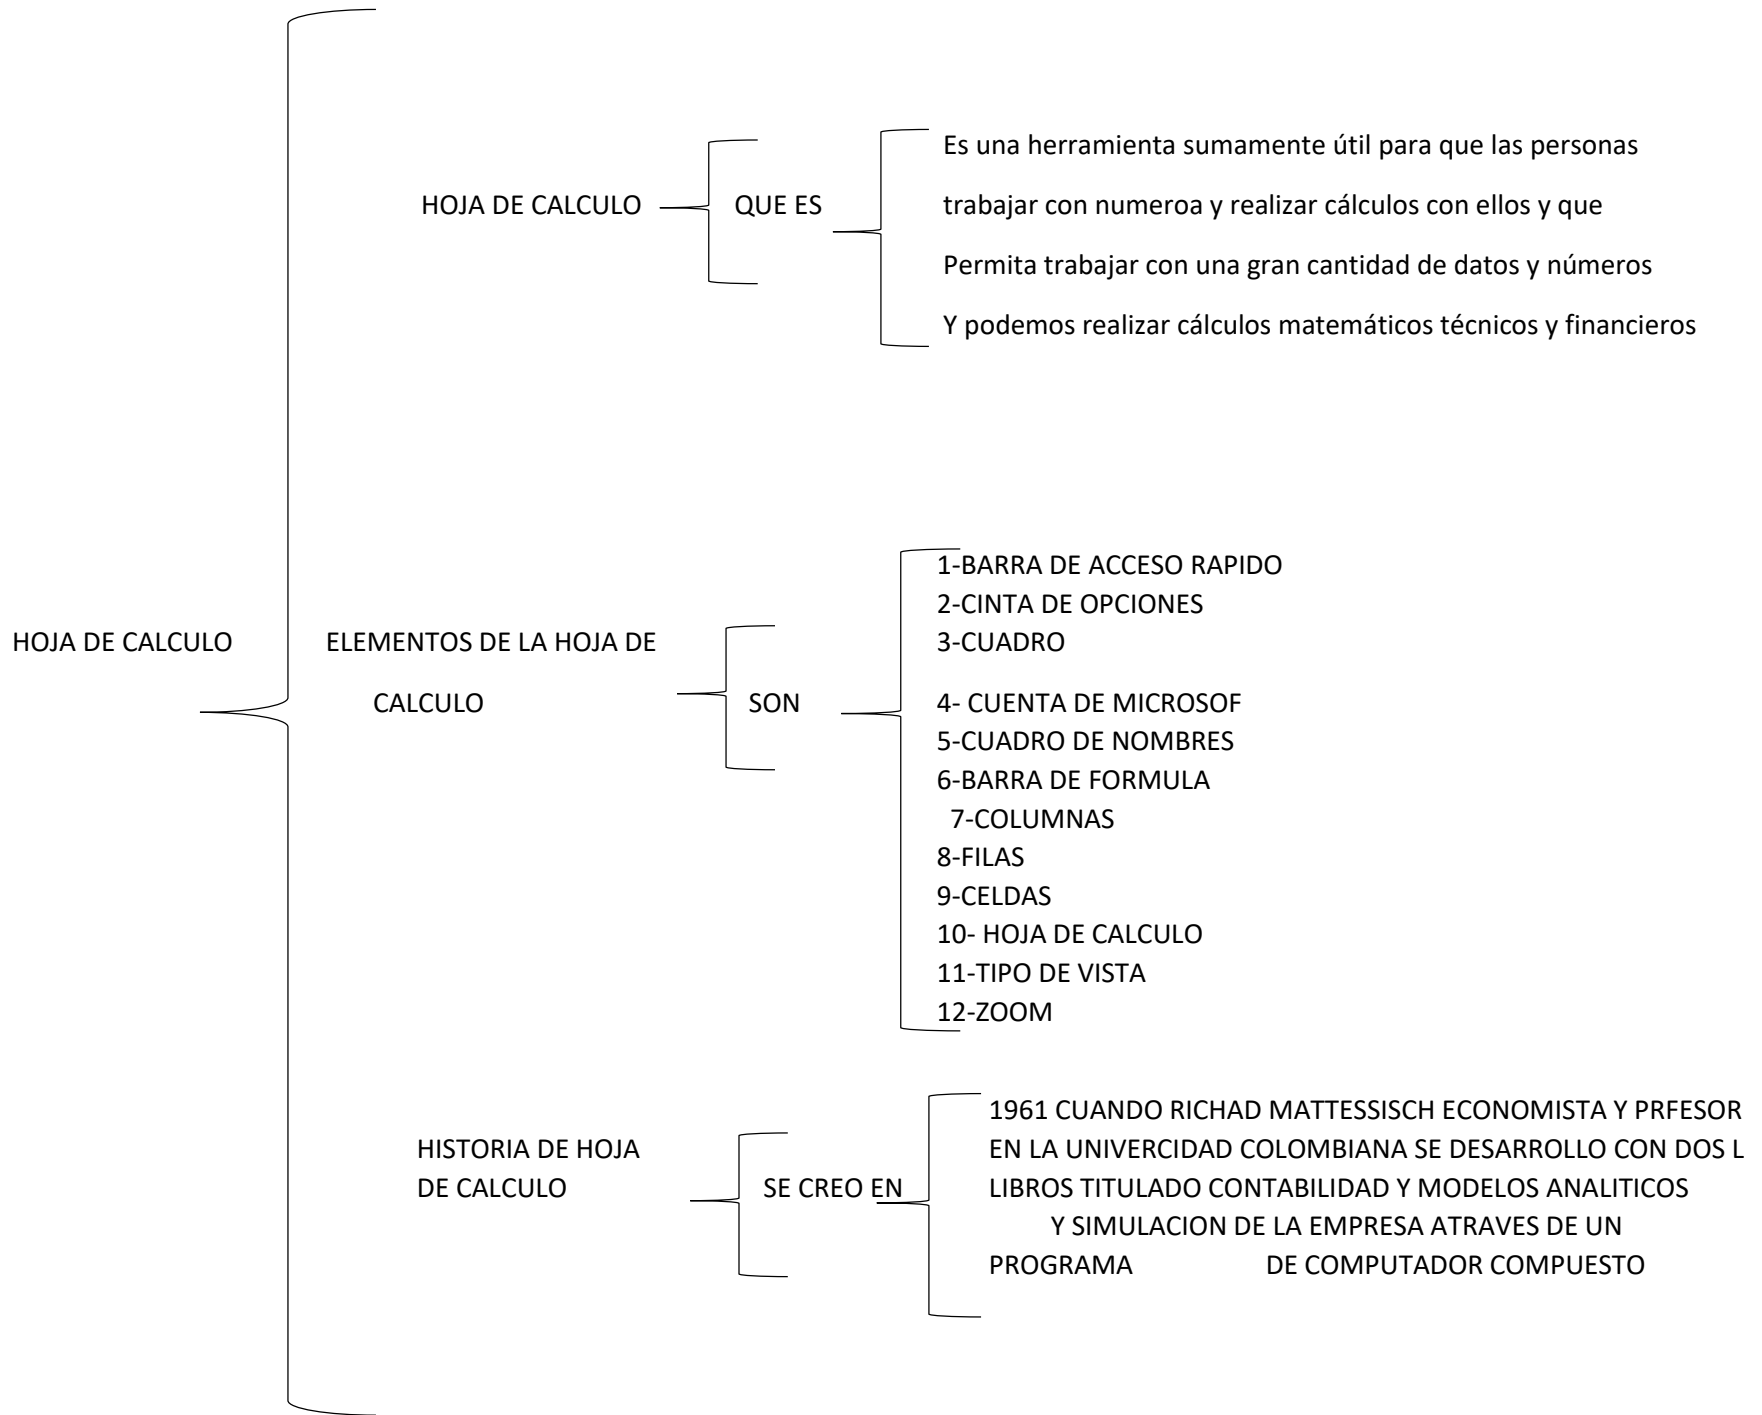 HOJA DE CALCULO
HOJA DE CALCULO
QUE ES
Es una herramienta sumamente útil para que las personas
trabajar con numeroa y realizar cálculos con ellos y que
Permita trabajar con una gran cantidad de datos y números
Y podemos realizar cálculos matemáticos técnicos y financieros
ELEMENTOS DE LA HOJA DE
CALCULO
SON
1-BARRA DE ACCESO RAPIDO
2-CINTA DE OPCIONES
3-CUADRO
4- CUENTA DE MICROSOF
5-CUADRO DE NOMBRES
6-BARRA DE FORMULA
7-COLUMNAS
8-FILAS
9-CELDAS
10- HOJA DE CALCULO
11-TIPO DE VISTA
12-ZOOM
HISTORIA DE HOJA
DE CALCULO
SE CREO EN
1961 CUANDO RICHAD MATTESSISCH ECONOMISTA Y PRFESOR
EN LA UNIVERCIDAD COLOMBIANA SE DESARROLLO CON DOS L
LIBROS TITULADO CONTABILIDAD Y MODELOS ANALITICOS
Y SIMULACION DE LA EMPRESA ATRAVES DE UN
PROGRAMA DE COMPUTADOR COMPUESTO